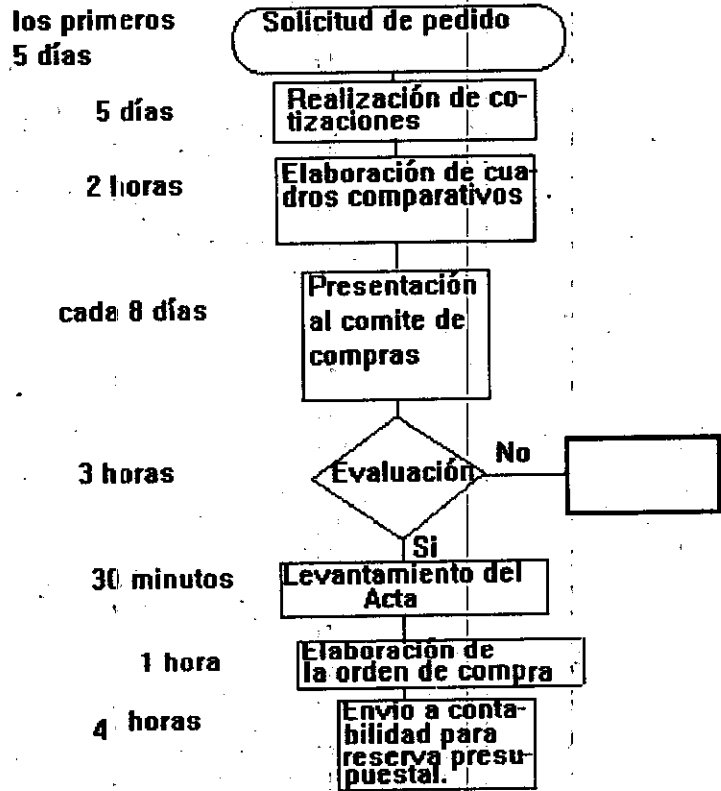 los primeros
5 días
Solicitud de pedido
5 días
Realización de co-
tizaciones
2 horas
Elaboración de cua-
dros comparativos
cada 8 días
Presentación
al comite de
compras
3 horas
Evaluación
No
Si
30 minutos
Levantamiento del
Acta
1 hora
Elaboración de
la orden de compra
4 horas
Envio a conta-
bilidad para
reserva presu-
puestal.